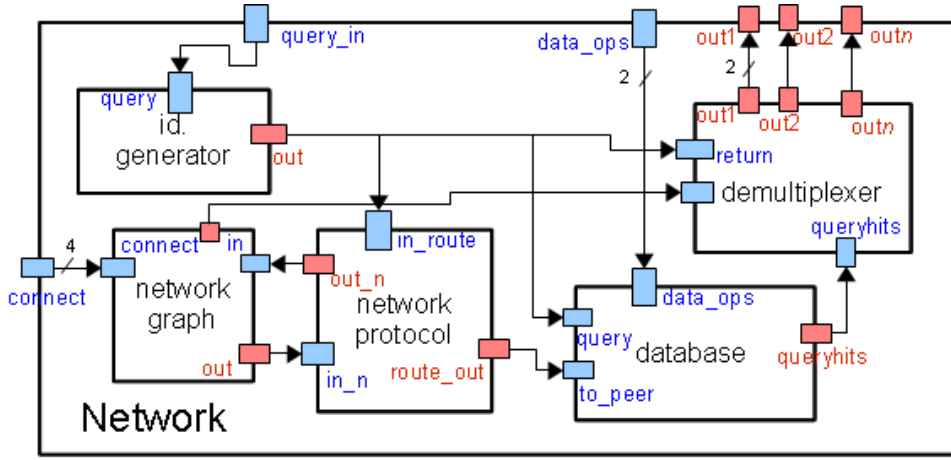 query_in
data_ops
out1
out2
outn
2
2
query
id.
generator
out
out1
out2
outn
return
demultiplexer
queryhits
in_route
connect
in
4
connect
network
graph
out
out_n
network
protocol
in_n
route_out
data_ops
query
database
to_peer
queryhits
Network